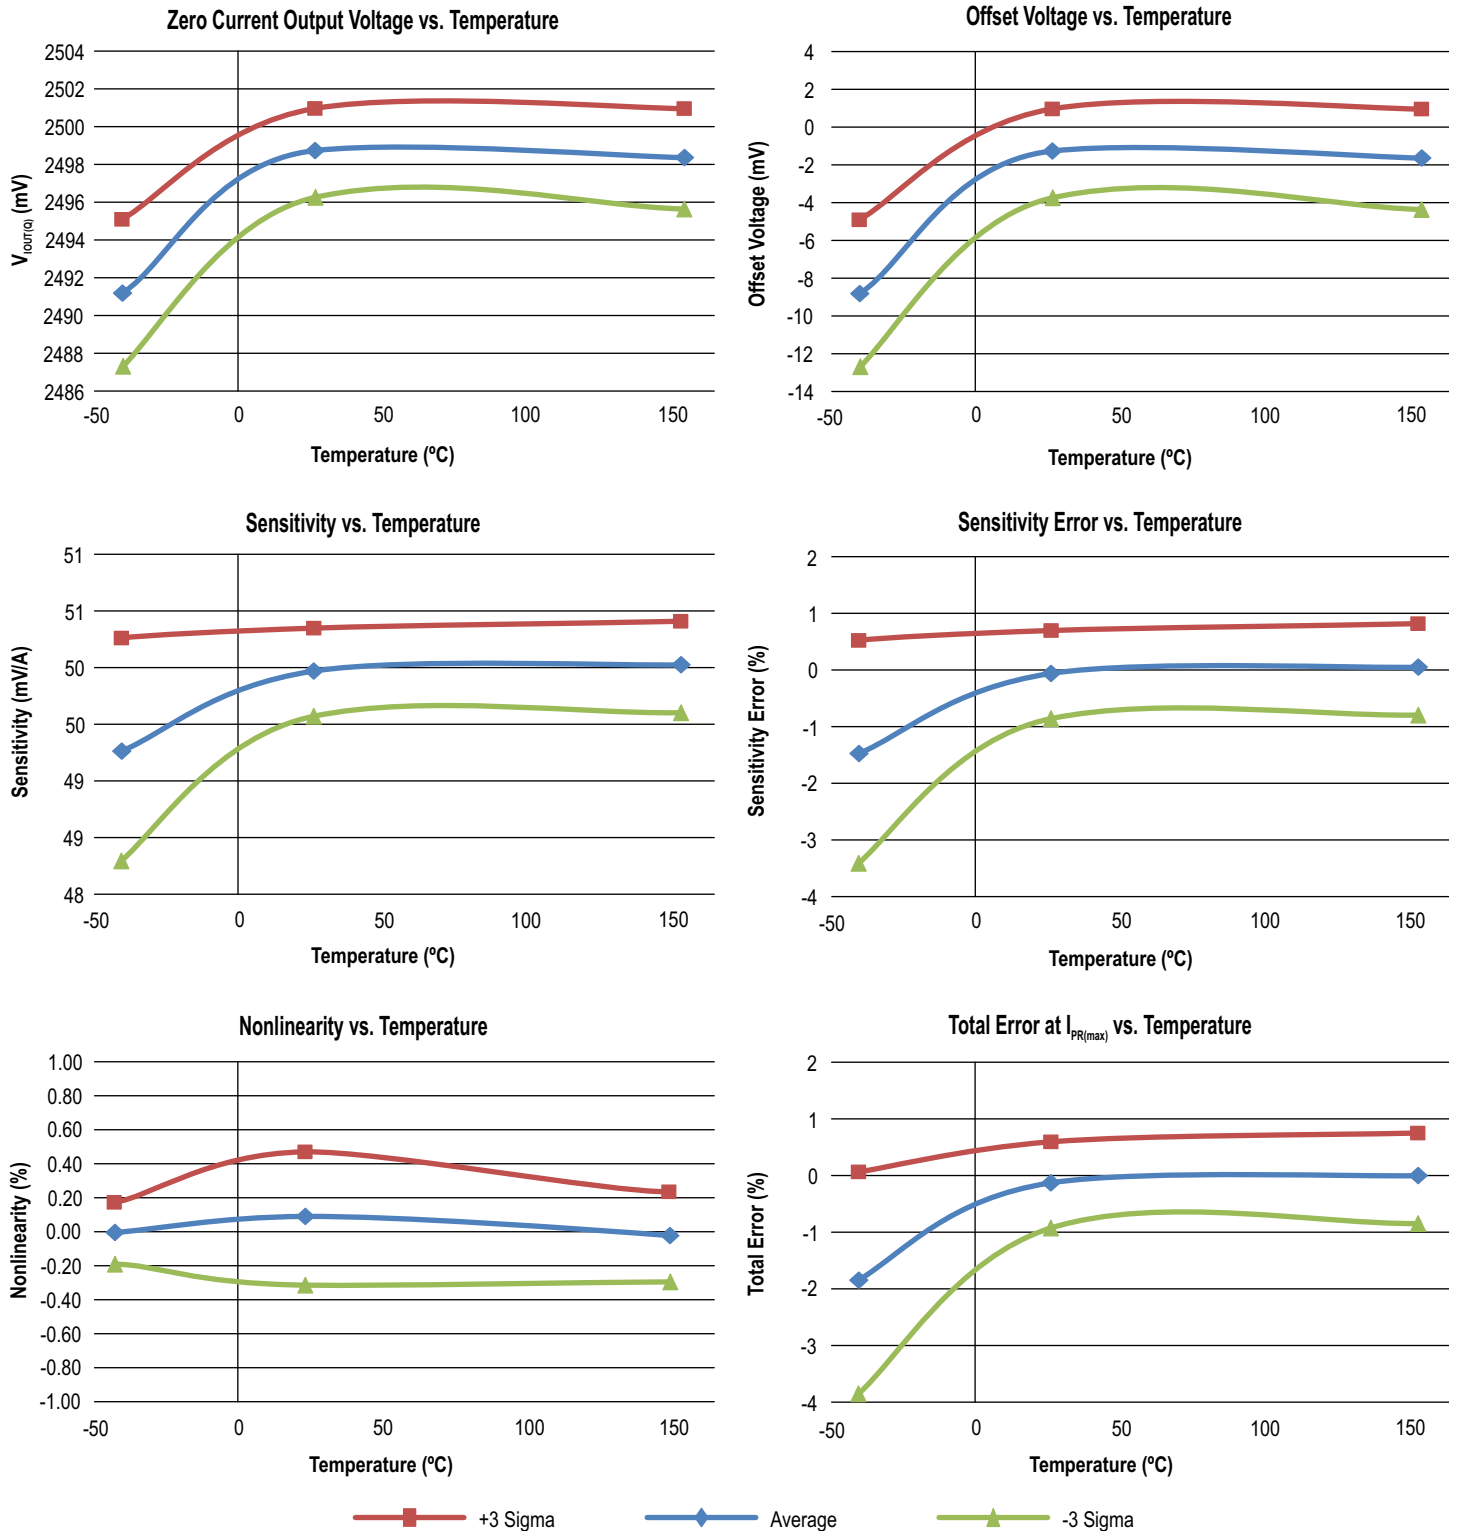 Zero Current Output Voltage vs. Temperature
2504
2502
2500
2498
2496
2494
2492
2490
2488
2486
VIOUT(Q) (mV)
-50 0 50 100 150
Temperature (ºC)
Offset Voltage vs. Temperature
4
2
0
-2
-4
-6
-8
-10
-12
-14
Offset Voltage (mV)
-50 0 50 100 150
Temperature (ºC)
Sensitivity vs. Temperature
51
51
50
50
49
49
48
Sensitivity (mV/A)
-50 0 50 100 150
Temperature (ºC)
Sensitivity Error vs. Temperature
2
1
0
-1
-2
-3
-4
Sensitivity Error (%)
-50 0 50 100 150
Temperature (ºC)
Nonlinearity vs. Temperature
1.00
0.80
0.60
0.40
0.20
0.00
-0.20
-0.40
-0.60
-0.80
-1.00
Nonlinearity (%)
-50 0 50 100 150
Temperature (ºC)
Total Error at IPR(max) vs. Temperature
2
1
0
-1
-2
-3
-4
Total Error (%)
-50 0 50 100 150
Temperature (ºC)
+3 Sigma Average -3 Sigma